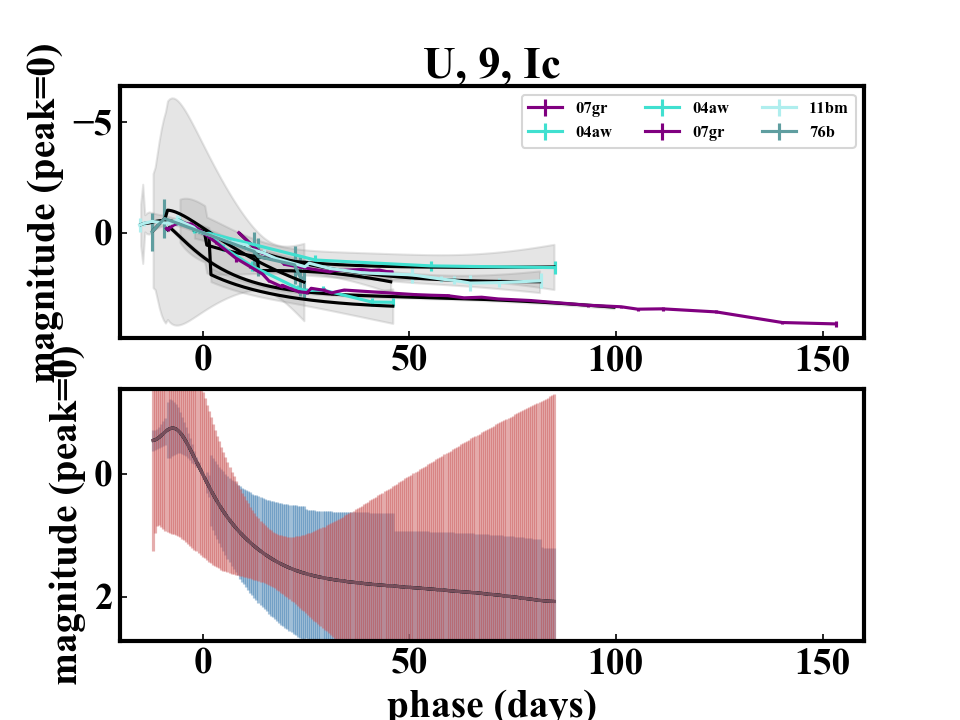 U, 9, Ic
magnitude (peak=0)
−5
0
07gr 04aw 11bm
04aw 07gr 76b
0 50 100 150
magnitude (peak=0)
0
2
0 50 100 150
phase (days)